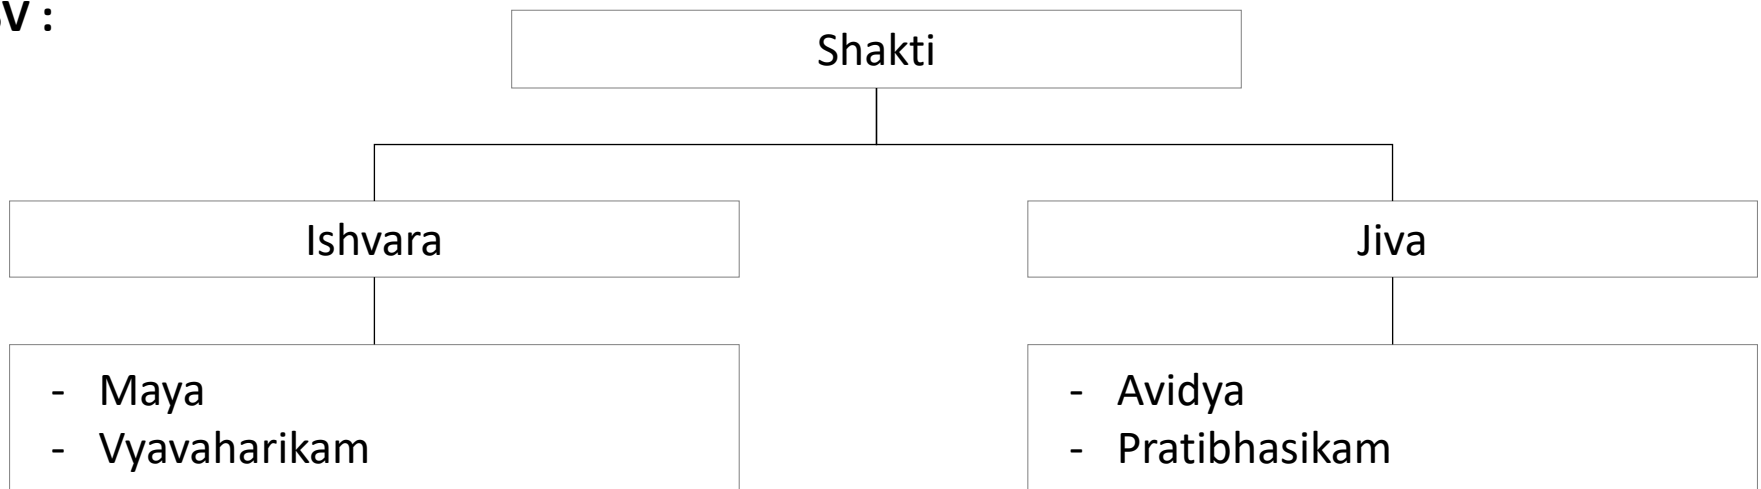 V :
Shakti
Ishvara
Jiva
- Maya
- Vyavaharikam
- Avidya
- Pratibhasikam